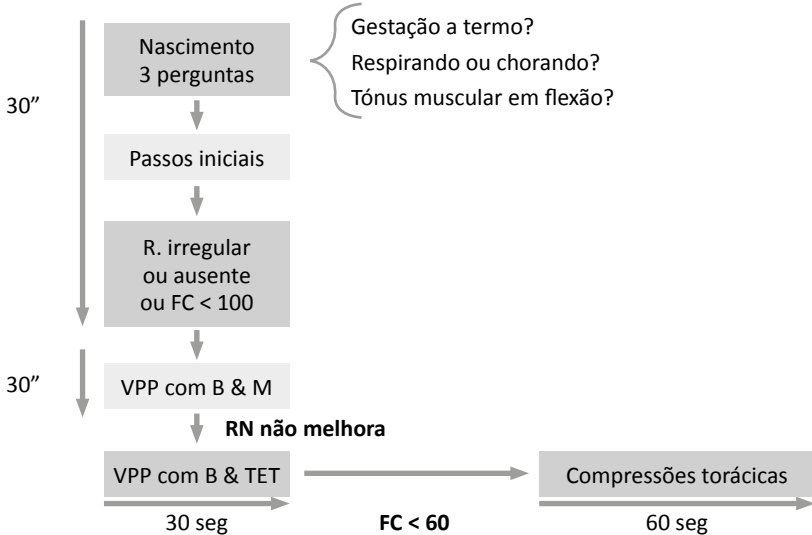 Nascimento
3 perguntas
Gestação a termo?
Respirando ou chorando?
Tónus muscular em flexão?
30”
Passos iniciais
R. irregular
ou ausente
ou FC < 100
30”
VPP com B & M
RN não melhora
VPP com B & TET
Compressões torácicas
30 seg
FC < 60
60 seg